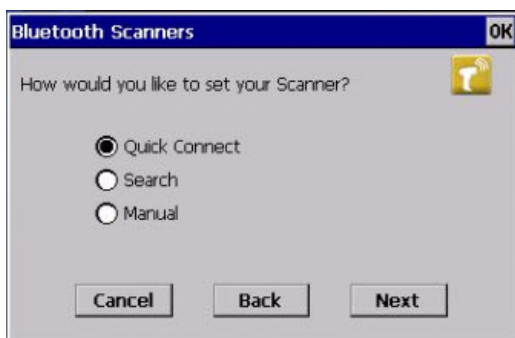 Bluetooth Scanners OK
How would you like to set your Scanner?
Quick Connect
Search
Manual
Cancel Back Next